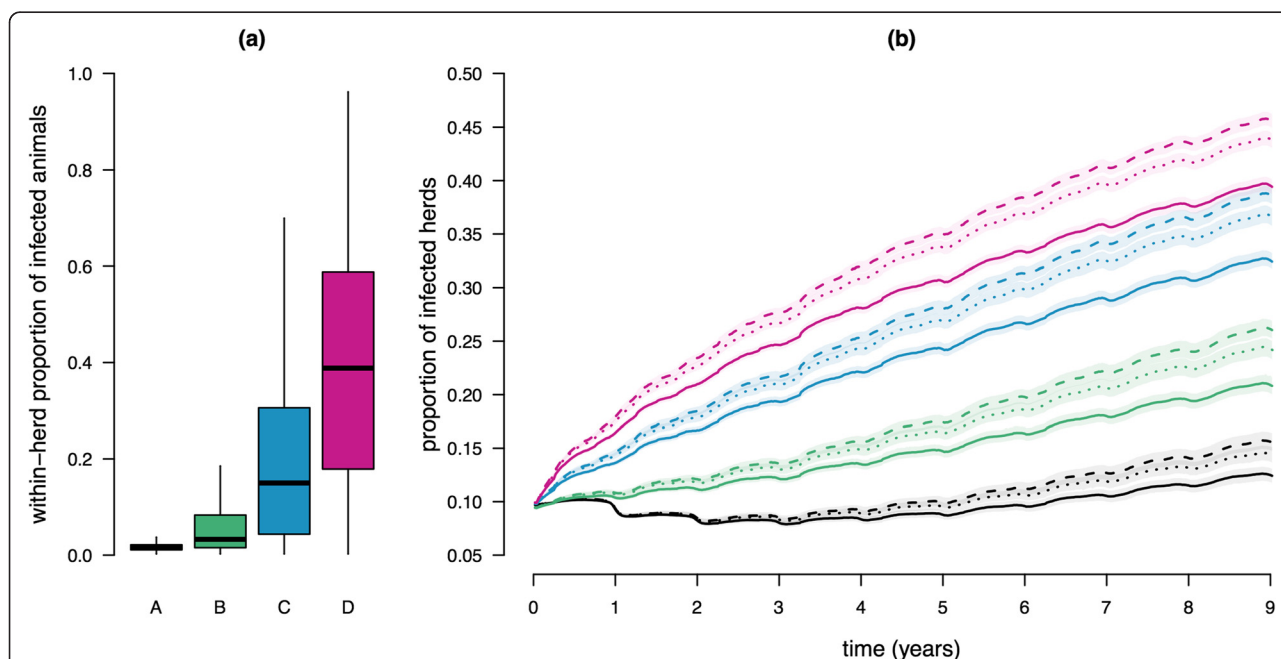 (a)
within-herd proportion of infected animals
1.0
0.8
0.6
0.4
0.2
0.0
A B C D
(b)
proportion of infected herds
0.50
0.45
0.40
0.35
0.30
0.25
0.20
0.15
0.10
0.05
0 1 2 3 4 5 6 7 8 9
time (years)